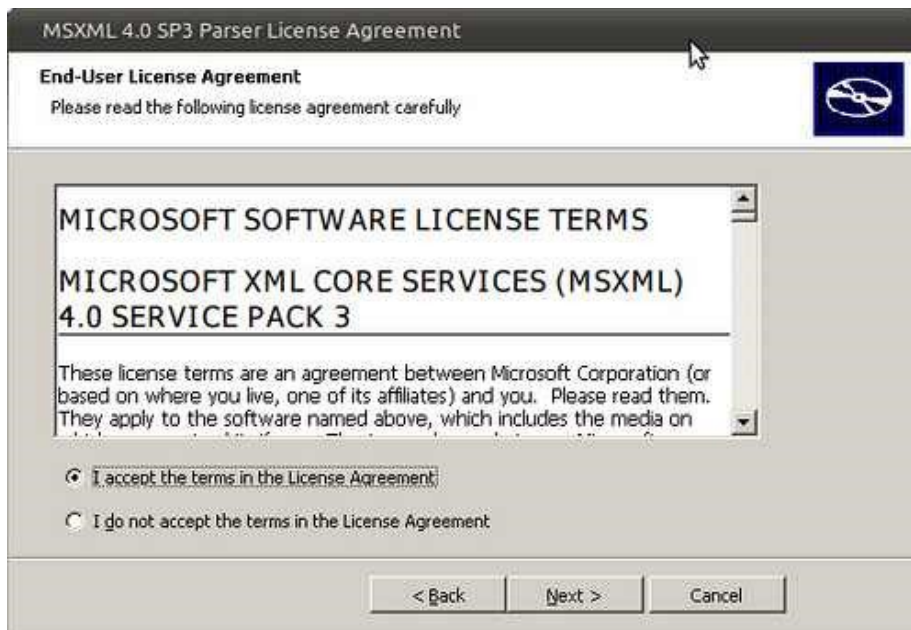 MSXML 4.0 SP3 Parser License Agreement
End-User License Agreement
Please read the following license agreement carefully
MICROSOFT SOFTWARE LICENSE TERMS
MICROSOFT XML CORE SERVICES (MSXML)
4.0 SERVICE PACK 3
These license terms are an agreement between Microsoft Corporation (or
based on where you live, one of its affiliates) and you.  Please read them.
They apply to the software named above, which includes the media on
I accept the terms in the License Agreement
I do not accept the terms in the License Agreement
< Back
Next >
Cancel